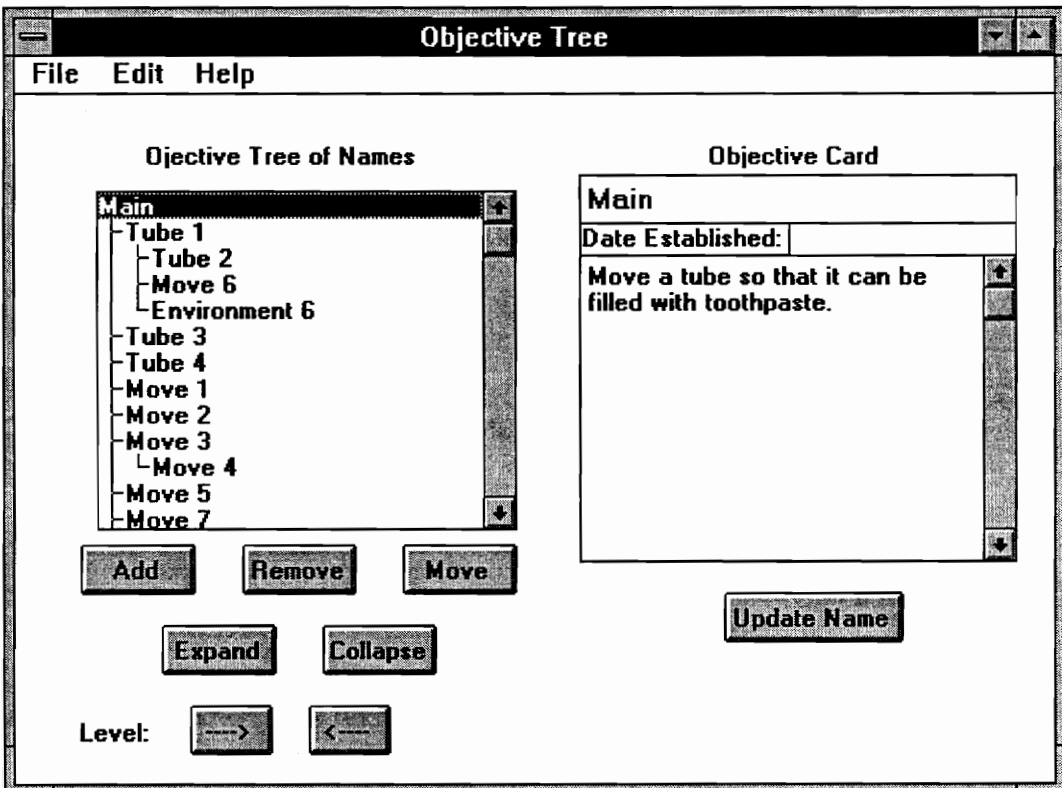 Objective Tree
File Edit Help
Ojective Tree of Names
Main
Tube 1
Tube 2
Move 6
Environment 6
Tube 3
Tube 4
Move 1
Move 2
Move 3
Move 4
Move 5
Move 7
Add Remove Move
Expand Collapse
Level: ----> <----
Objective Card
Main
Date Established:
Move a tube so that it can be
filled with toothpaste.
Update Name